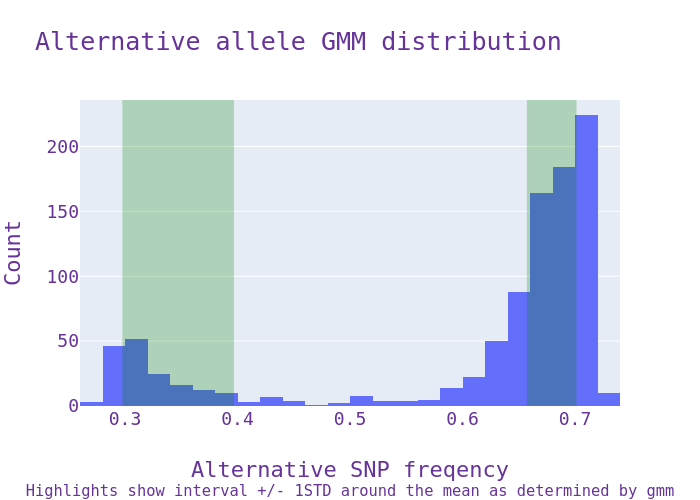 Alternative allele GMM distribution
200
150
100
50
0
Count
0.3 0.4 0.5 0.6 0.7
Alternative SNP freqency
Highlights show interval +/- 1STD around the mean as determined by gmm